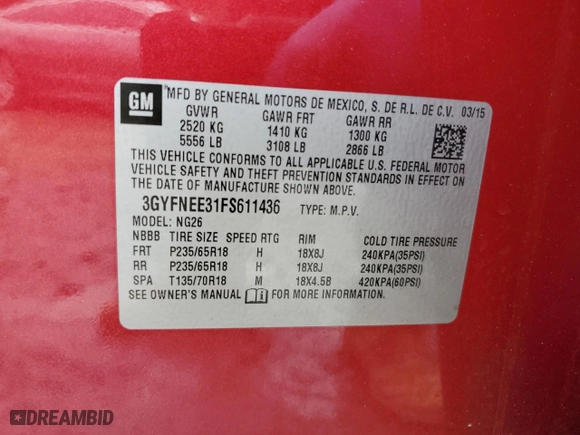 GM
MFD BY GENERAL MOTORS DE MEXICO, S. DE R.L. DE C.V. 03/15
GVWR GAWR FRT GAWR RR
2520 KG 1410 KG 1300 KG
5556 LB 3108 LB 2866 LB
THIS VEHICLE CONFORMS TO ALL APPLICABLE U.S. FEDERAL MOTOR
VEHICLE SAFETY AND THEFT PREVENTION STANDARDS IN EFFECT ON
THE DATE OF MANUFACTURE SHOWN ABOVE.
3GYFNEE31FS611436 TYPE: M.P.V.
MODEL: NG26
NBBB TIRE SIZE SPEED RTG RIM COLD TIRE PRESSURE
FRT P235/65R18 H 18X8J 240KPA(35PSI)
RR P235/65R18 H 18X8J 240KPA(35PSI)
SPA T135/70R18 M 18X4.5B 420KPA(60PSI)
SEE OWNER'S MANUAL FOR MORE INFORMATION.
DREAMBID